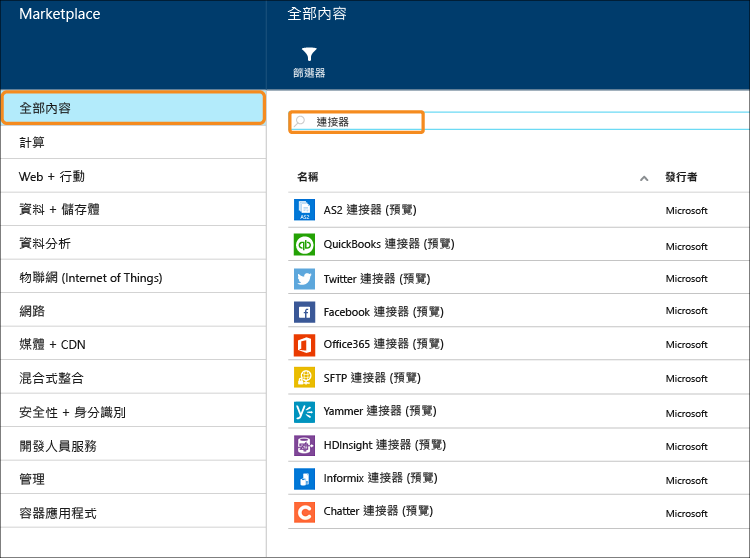 Marketplace
全部內容
計算
Web + 行動
資料 + 儲存體
資料分析
物聯網 (Internet of Things)
網路
媒體 + CDN
混合式整合
安全性 + 身分識別
開發人員服務
管理
容器應用程式
全部內容
篩選器
連接器
名稱 發行者
AS2 AS2 連接器 (預覽) Microsoft
qb QuickBooks 連接器 (預覽) Microsoft
Twitter 連接器 (預覽) Microsoft
Facebook 連接器 (預覽) Microsoft
Office365 連接器 (預覽) Microsoft
SFTP 連接器 (預覽) Microsoft
Yammer 連接器 (預覽) Microsoft
HDInsight 連接器 (預覽) Microsoft
Informix 連接器 (預覽) Microsoft
Chatter 連接器 (預覽) Microsoft